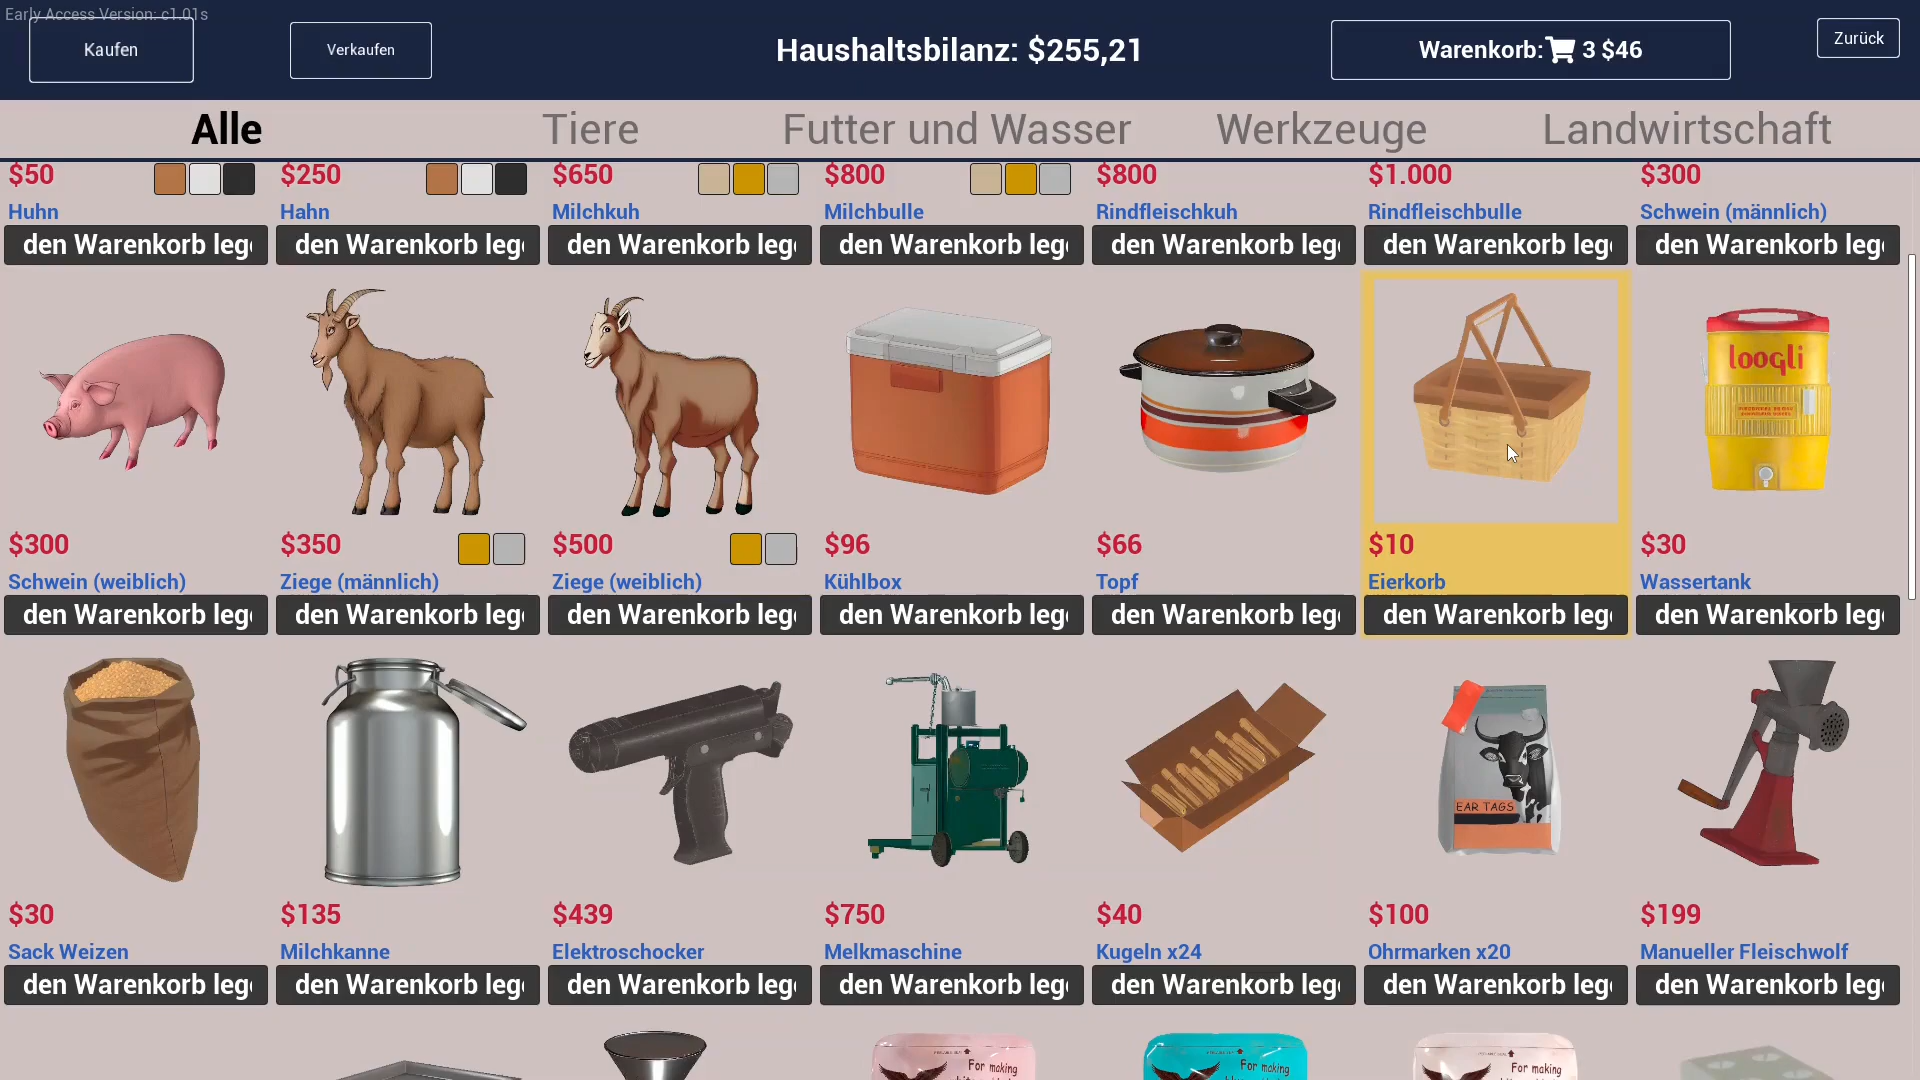 Early Access Version: c1.01s
Kaufen
Verkaufen
Haushaltsbilanz: $255,21
Warenkorb: 3 $46
Zurück
Alle Tiere Futter und Wasser Werkzeuge Landwirtschaft
$50 $250 $650 $800 $800 $1.000 $300
Huhn Hahn Milchkuh Milchbulle Rindfleischkuh Rindfleischbulle Schwein (männlich)
den Warenkorb leg den Warenkorb leg den Warenkorb leg den Warenkorb leg den Warenkorb leg den Warenkorb leg den Warenkorb leg
loogli
$300 $350 $500 $96 $66 $10 $30
Schwein (weiblich) Ziege (männlich) Ziege (weiblich) Kühlbox Topf Eierkorb Wassertank
den Warenkorb leg den Warenkorb leg den Warenkorb leg den Warenkorb leg den Warenkorb leg den Warenkorb leg den Warenkorb leg
EAR TAGS
$30 $135 $439 $750 $40 $100 $199
Sack Weizen Milchkanne Elektroschocker Melkmaschine Kugeln x24 Ohrmarken x20 Manueller Fleischwolf
den Warenkorb leg den Warenkorb leg den Warenkorb leg den Warenkorb leg den Warenkorb leg den Warenkorb leg den Warenkorb leg
For making For making For making